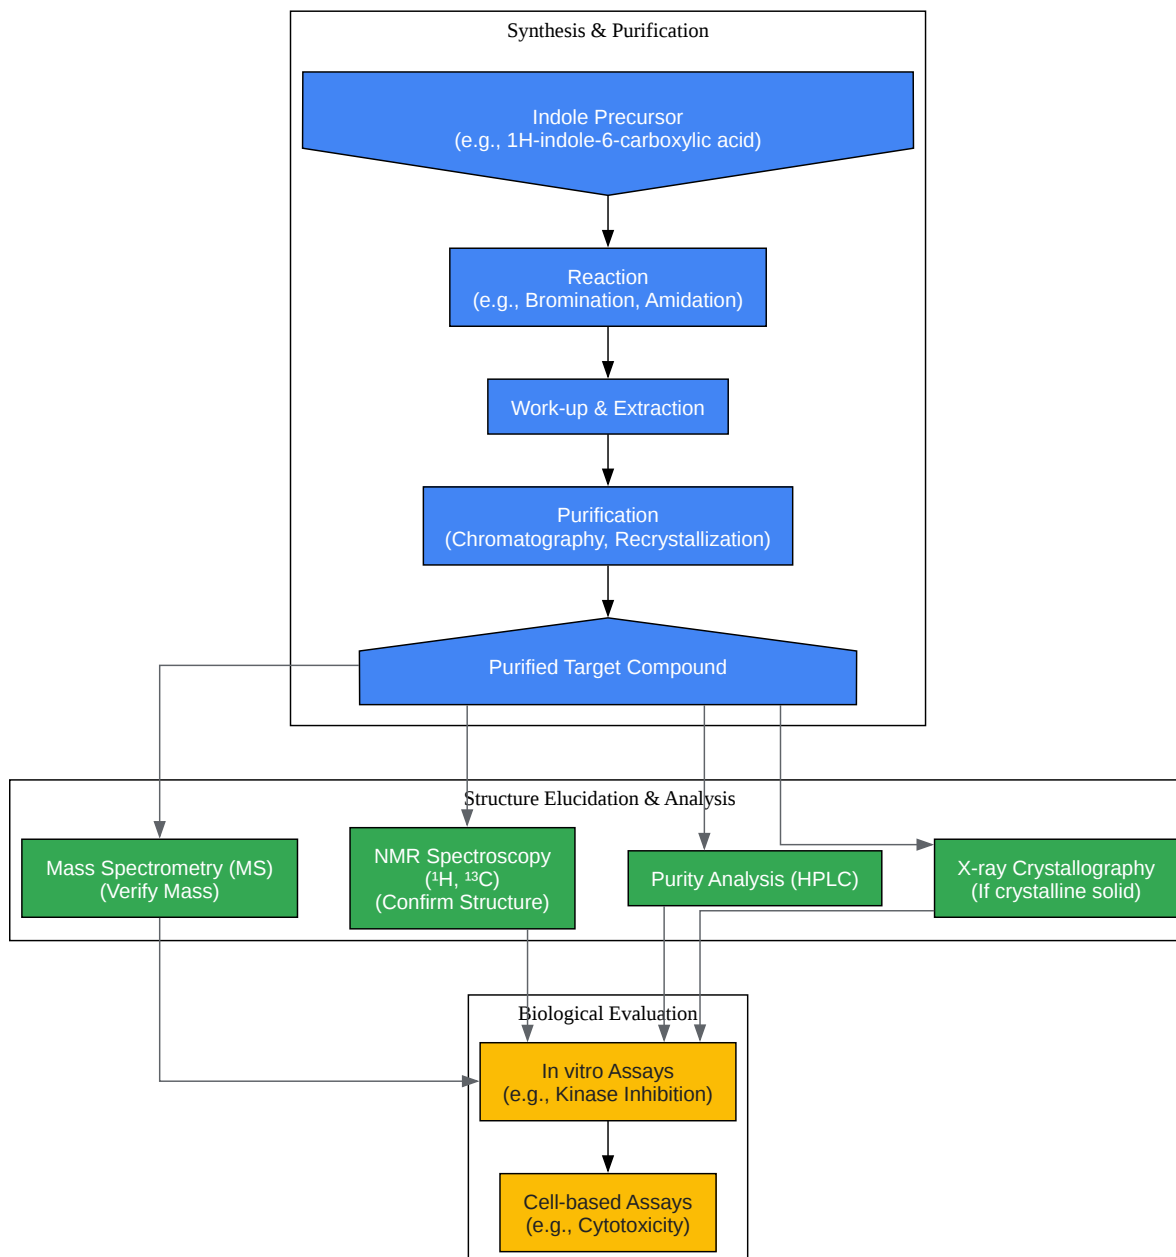 Synthesis & Purification
Indole Precursor
(e.g., 1H-indole-6-carboxylic acid)
Reaction
(e.g., Bromination, Amidation)
Work-up & Extraction
Purification
(Chromatography, Recrystallization)
Purified Target Compound
Structure Elucidation & Analysis
Mass Spectrometry (MS)
(Verify Mass)
NMR Spectroscopy
(¹H, ¹³C)
(Confirm Structure)
Purity Analysis (HPLC)
X-ray Crystallography
(If crystalline solid)
Biological Evaluation
In vitro Assays
(e.g., Kinase Inhibition)
Cell-based Assays
(e.g., Cytotoxicity)